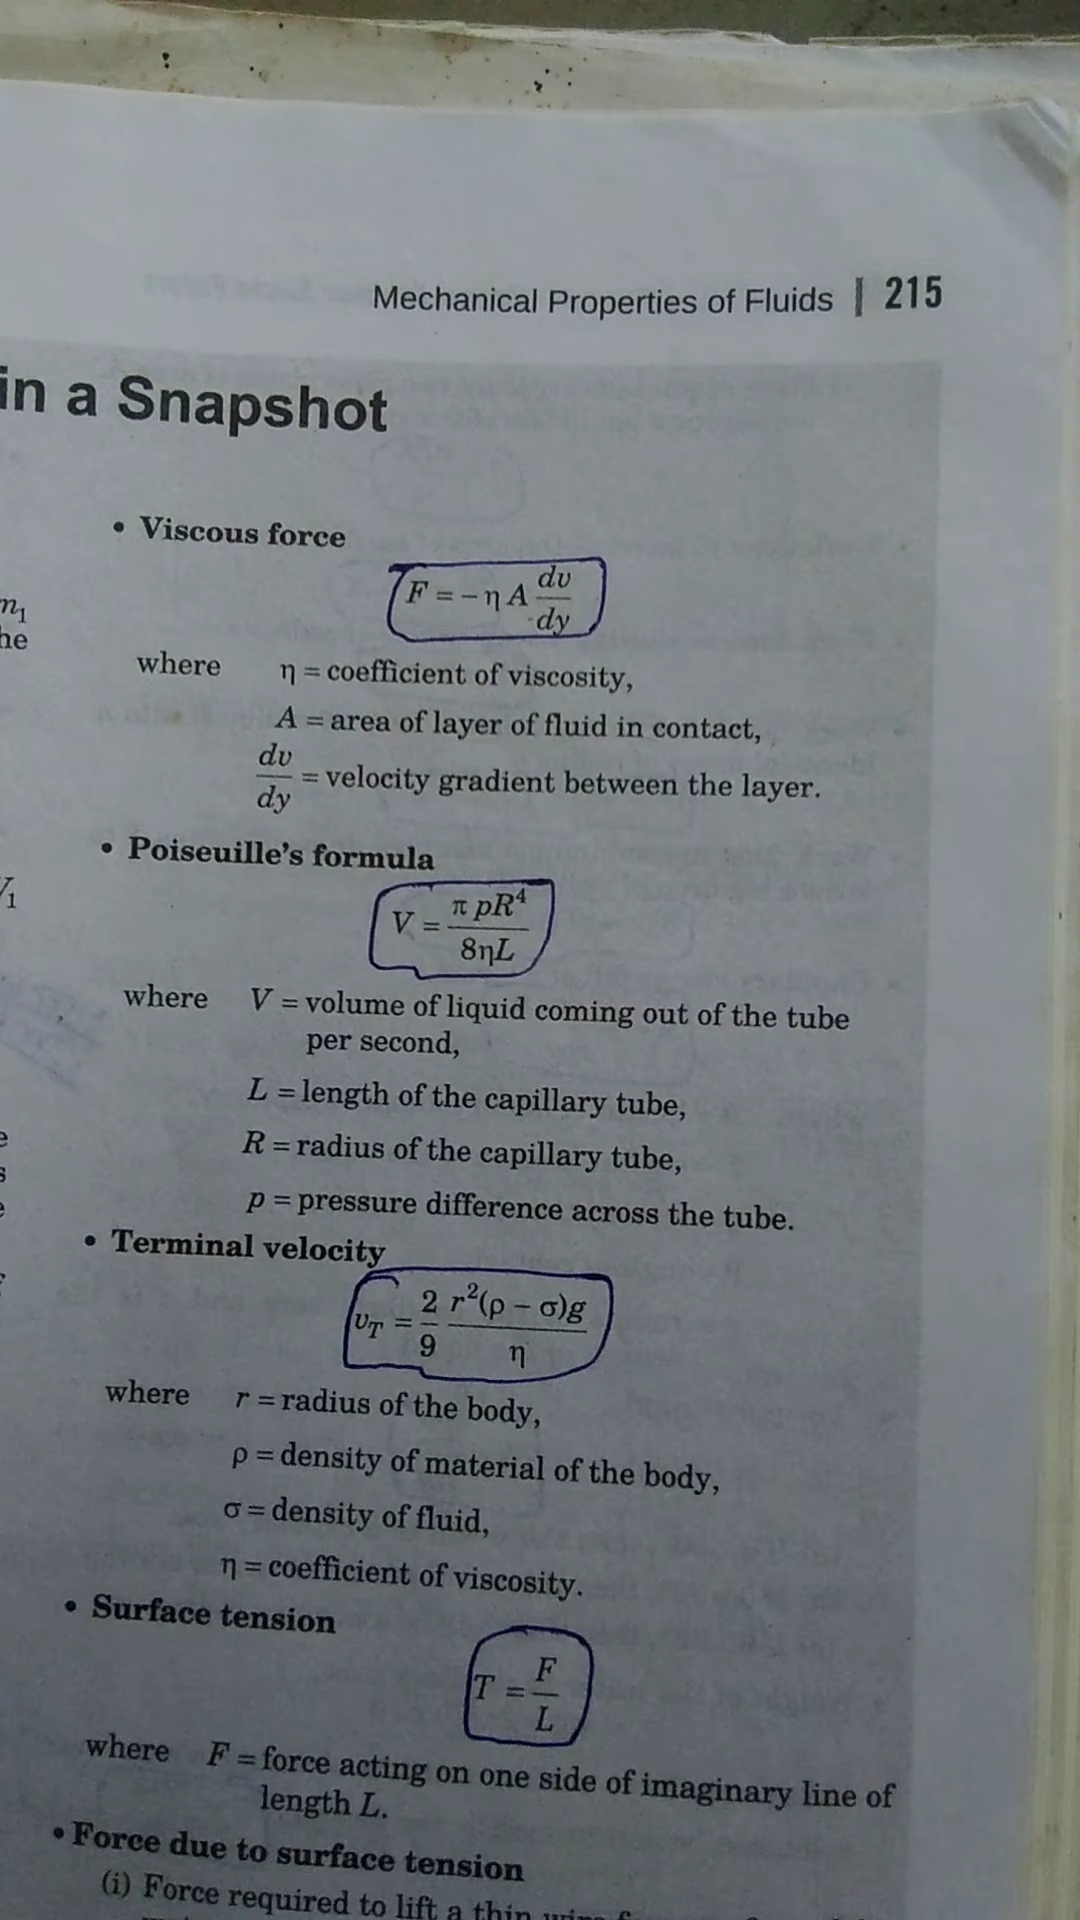 Mechanical Properties of Fluids | 215
in a Snapshot
• Viscous force
F = – η A dv/dy
m₁
he
where η = coefficient of viscosity,
A = area of layer of fluid in contact,
dv/dy = velocity gradient between the layer.
• Poiseuille's formula
V₁
V = π pR⁴ / 8ηL
where V = volume of liquid coming out of the tube
per second,
L = length of the capillary tube,
R = radius of the capillary tube,
p = pressure difference across the tube.
• Terminal velocity
v_T = 2/9 r²(ρ – σ)g / η
where r = radius of the body,
ρ = density of material of the body,
σ = density of fluid,
η = coefficient of viscosity.
• Surface tension
T = F/L
where F = force acting on one side of imaginary line of
length L.
• Force due to surface tension
(i) Force required to lift a thin wire